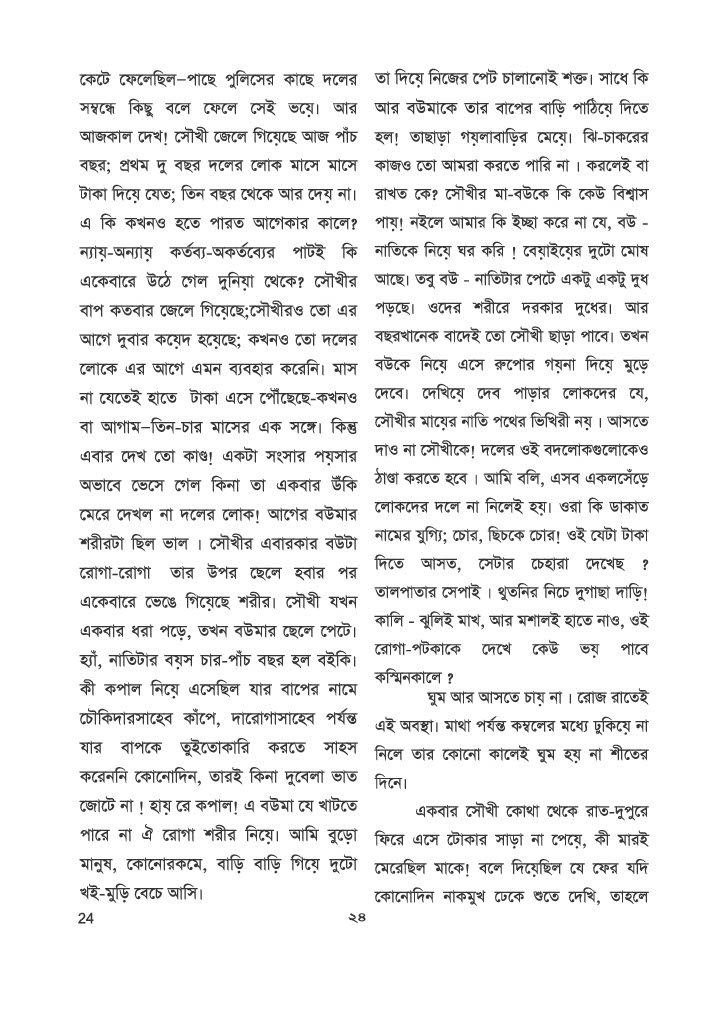 কেটে ফেলেছিল–পাছে পুলিসের কাছে দলের
সম্বন্ধে কিছু বলে ফেলে সেই ভয়ে। আর
আজকাল দেখ! সৌখী জেলে গিয়েছে আজ পাঁচ
বছর; প্রথম দু বছর দলের লোক মাসে মাসে
টাকা দিয়ে যেত; তিন বছর থেকে আর দেয় না।
এ কি কখনও হতে পারত আগেকার কালে?
ন্যায়-অন্যায় কর্তব্য-অকর্তব্যের পাটই কি
একেবারে উঠে গেল দুনিয়া থেকে? সৌখীর
বাপ কতবার জেলে গিয়েছে;সৌখীরও তো এর
আগে দুবার কয়েদ হয়েছে; কখনও তো দলের
লোকে এর আগে এমন ব্যবহার করেনি। মাস
না যেতেই হাতে টাকা এসে পৌঁছেছে-কখনও
বা আগাম–তিন-চার মাসের এক সঙ্গে। কিন্তু
এবার দেখ তো কাণ্ড! একটা সংসার পয়সার
অভাবে ভেসে গেল কিনা তা একবার উঁকি
মেরে দেখল না দলের লোক! আগের বউমার
শরীরটা ছিল ভাল । সৌখীর এবারকার বউটা
রোগা-রোগা তার উপর ছেলে হবার পর
একেবারে ভেঙে গিয়েছে শরীর। সৌখী যখন
একবার ধরা পড়ে, তখন বউমার ছেলে পেটে।
হ্যাঁ, নাতিটার বয়স চার-পাঁচ বছর হল বইকি।
কী কপাল নিয়ে এসেছিল যার বাপের নামে
চৌকিদারসাহেব কাঁপে, দারোগাসাহেব পর্যন্ত
যার বাপকে তুইতোকারি করতে সাহস
করেননি কোনোদিন, তারই কিনা দুবেলা ভাত
জোটে না ! হায় রে কপাল! এ বউমা যে খাটতে
পারে না ঐ রোগা শরীর নিয়ে। আমি বুড়ো
মানুষ, কোনোরকমে, বাড়ি বাড়ি গিয়ে দুটো
খই-মুড়ি বেচে আসি।
তা দিয়ে নিজের পেট চালানোই শক্ত। সাধে কি
আর বউমাকে তার বাপের বাড়ি পাঠিয়ে দিতে
হল! তাছাড়া গয়লাবাড়ির মেয়ে। ঝি-চাকরের
কাজও তো আমরা করতে পারি না । করলেই বা
রাখত কে? সৌখীর মা-বউকে কি কেউ বিশ্বাস
পায়! নইলে আমার কি ইচ্ছা করে না যে, বউ -
নাতিকে নিয়ে ঘর করি ! বেয়াইয়ের দুটো মোষ
আছে। তবু বউ - নাতিটার পেটে একটু একটু দুধ
পড়ছে। ওদের শরীরে দরকার দুধের। আর
বছরখানেক বাদেই তো সৌখী ছাড়া পাবে। তখন
বউকে নিয়ে এসে রুপোর গয়না দিয়ে মুড়ে
দেবে। দেখিয়ে দেব পাড়ার লোকদের যে,
সৌখীর মায়ের নাতি পথের ভিখিরী নয় । আসতে
দাও না সৌখীকে! দলের ওই বদলোকগুলোকেও
ঠাণ্ডা করতে হবে । আমি বলি, এসব একলসেঁড়ে
লোকদের দলে না নিলেই হয়। ওরা কি ডাকাত
নামের যুগ্যি; চোর, ছিচকে চোর! ওই যেটা টাকা
দিতে আসত, সেটার চেহারা দেখেছ ?
তালপাতার সেপাই । থুতনির নিচে দুগাছা দাড়ি!
কালি - ঝুলিই মাখ, আর মশালই হাতে নাও, ওই
রোগা-পটকাকে দেখে কেউ ভয় পাবে
কস্মিনকালে ?
ঘুম আর আসতে চায় না । রোজ রাতেই
এই অবস্থা। মাথা পর্যন্ত কম্বলের মধ্যে ঢুকিয়ে না
নিলে তার কোনো কালেই ঘুম হয় না শীতের
দিনে।
একবার সৌখী কোথা থেকে রাত-দুপুরে
ফিরে এসে টোকার সাড়া না পেয়ে, কী মারই
মেরেছিল মাকে! বলে দিয়েছিল যে ফের যদি
কোনোদিন নাকমুখ ঢেকে শুতে দেখি, তাহলে
24 ২৪